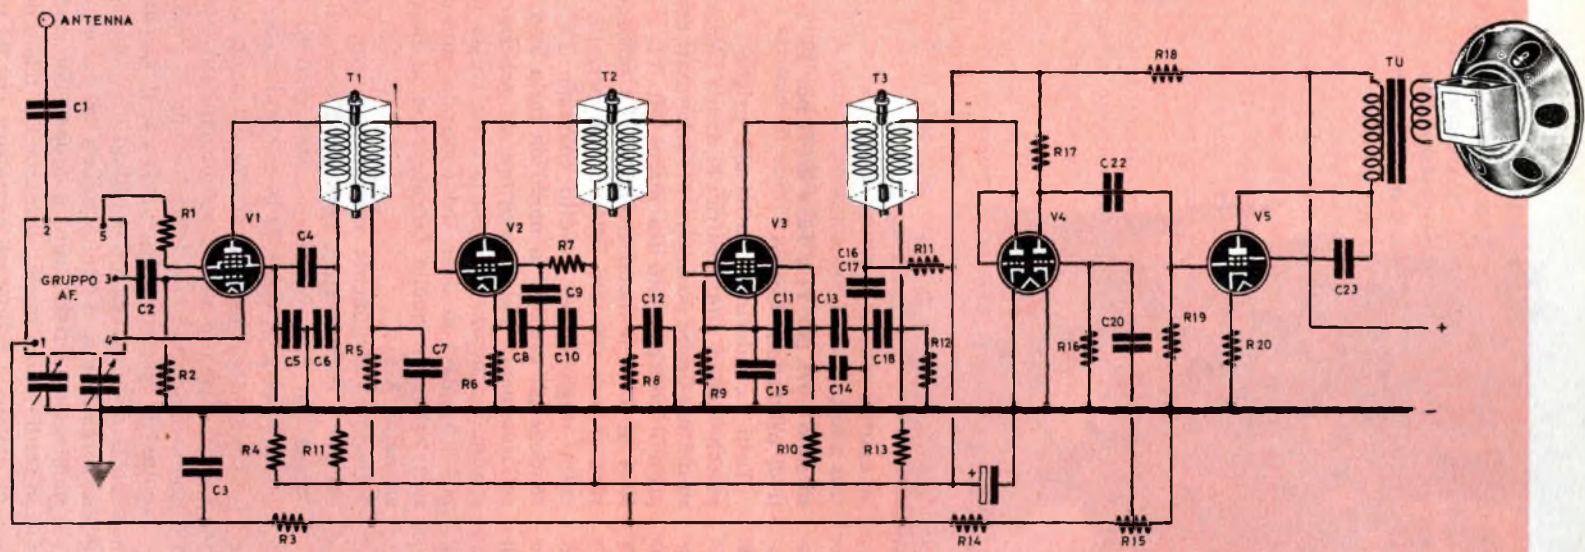 ANTENNA
C1
2
5
GRUPPO
AF.
3
1
4
C2
R1
R2
V1
C4
C5
C6
T1
R5
C7
V2
R7
C9
C8
C10
R6
T2
C12
R8
V3
C11
C13
C14
C15
R9
T3
C16
C17
R11
C18
R12
V4
R17
C22
R18
R16
C20
R19
V5
R20
C23
TU
+
-
C3
R4
R11
R10
R13
+
R3
R14
R15